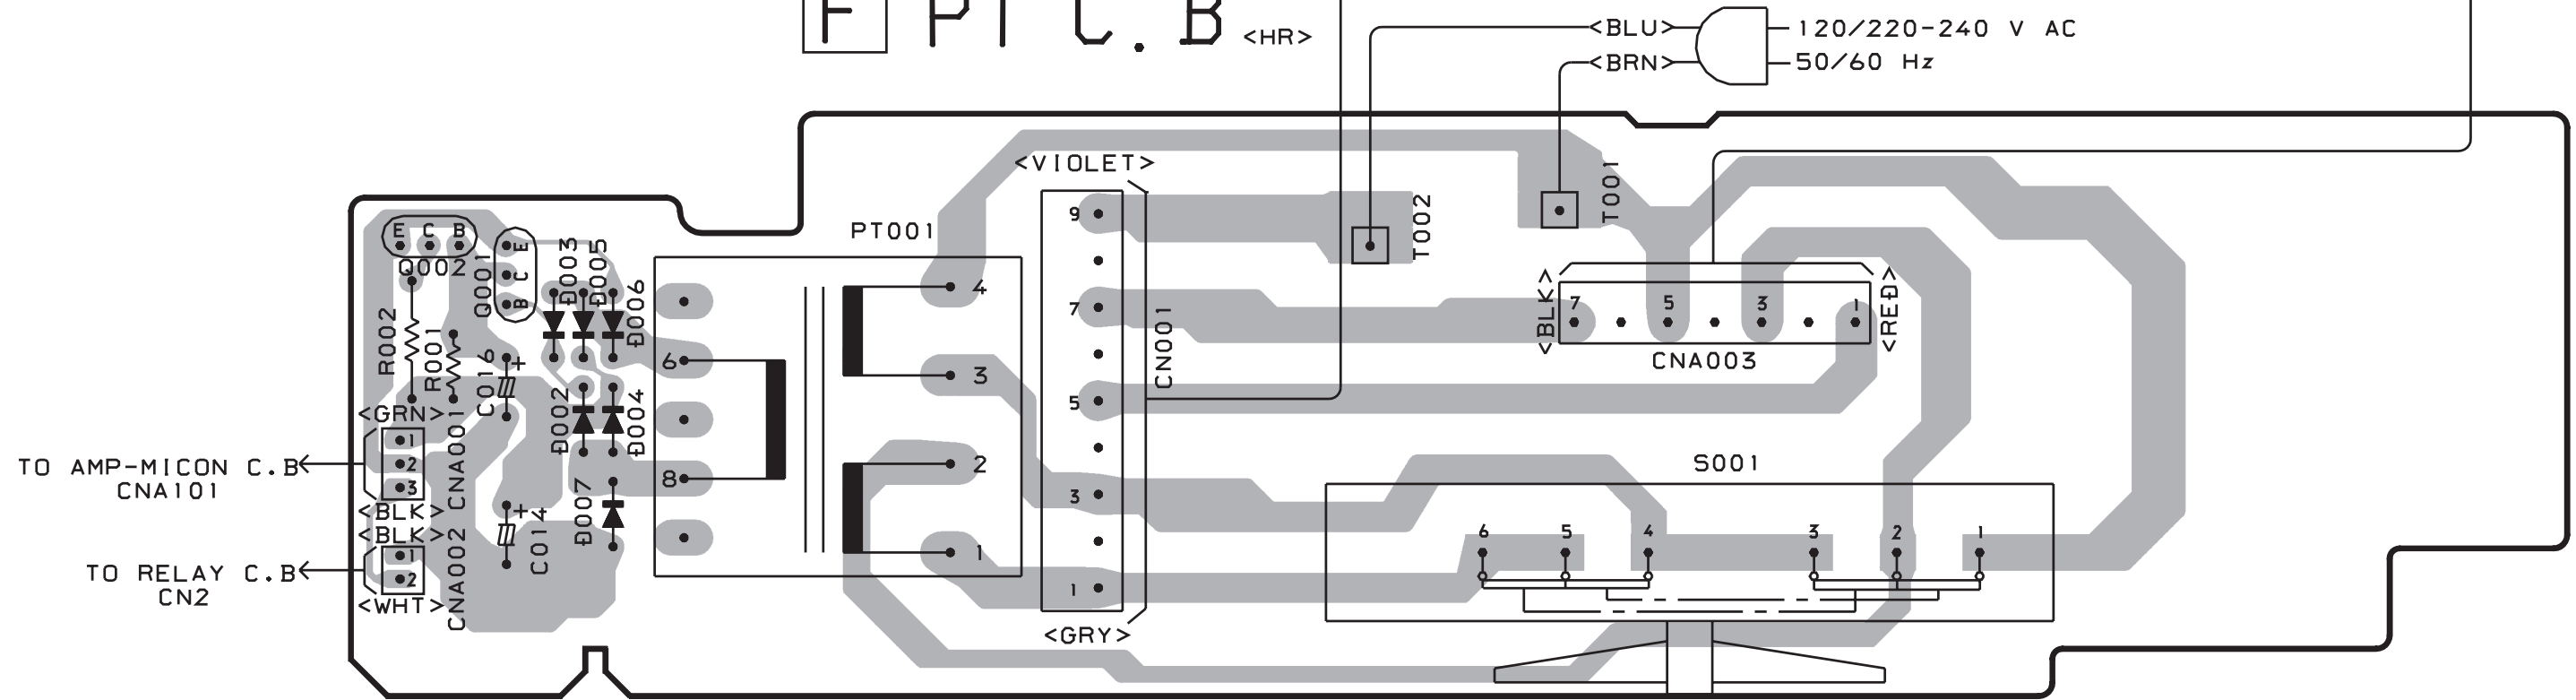 F PT C.B <HR>
<BLU> 120/220-240 V AC
<BRN> 50/60 Hz
<VIOLET>
T001
T002
PT001
E C B
Q002
E
C
B
Q001
D003
D005
D006
R002
R001
C016
+
D002
D004
6
8
4
3
2
1
9
7
5
3
1
CN001
<GRY>
<BLK> 7 5 3 1 <RED>
CNA003
S001
6 5 4 3 2 1
<GRN>
1
2
3
CNA001
<BLK>
TO AMP-MICON C.B
CNA101
<BLK>
1
2
CNA002
<WHT>
TO RELAY C.B
CN2
+
C014
D007